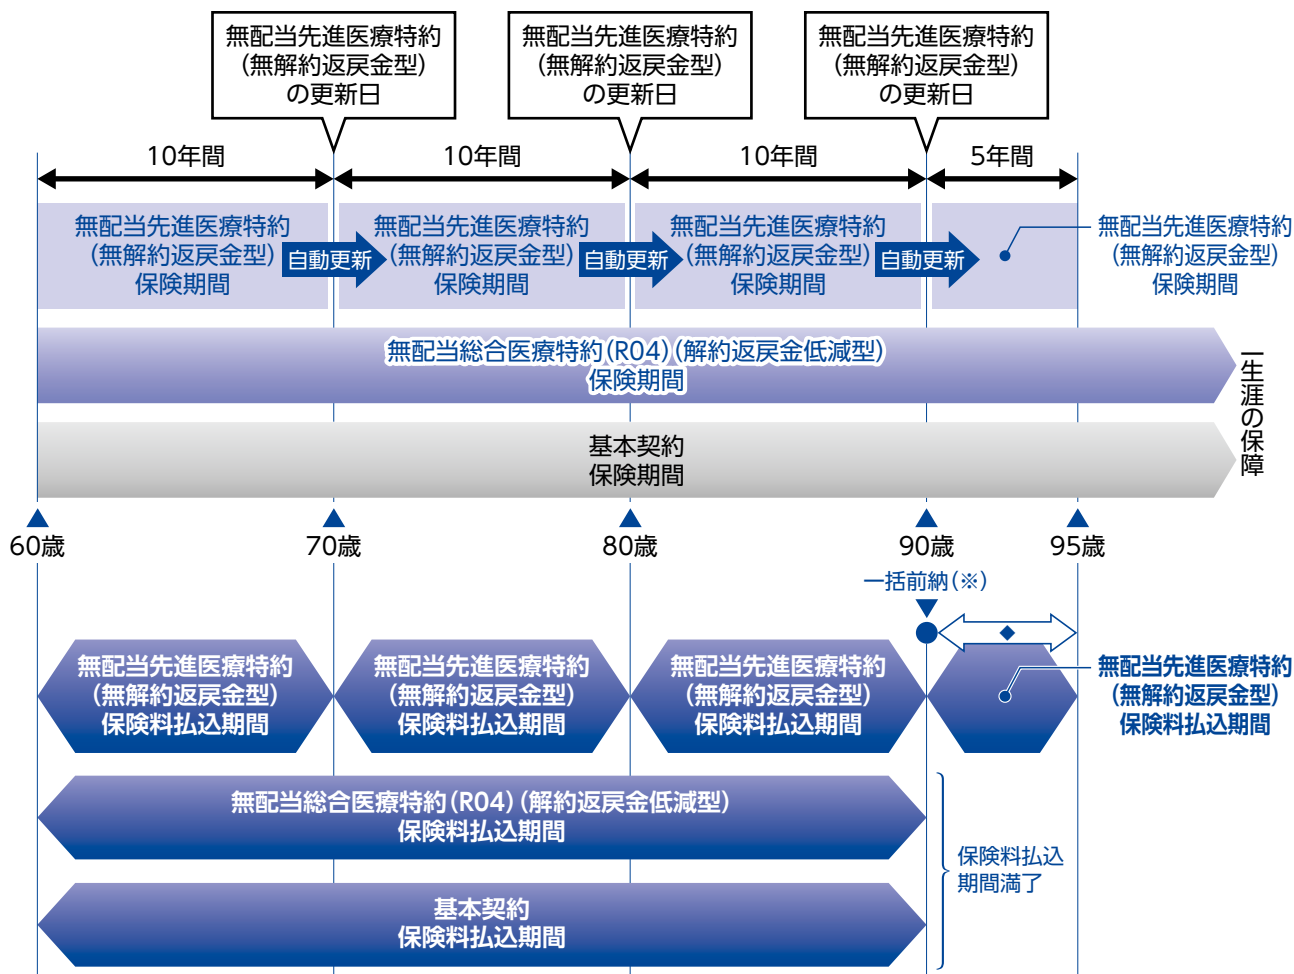 無配当先進医療特約
(無解約返戻金型)
の更新日
無配当先進医療特約
(無解約返戻金型)
の更新日
無配当先進医療特約
(無解約返戻金型)
の更新日
10年間
10年間
10年間
5年間
無配当先進医療特約
(無解約返戻金型)
保険期間
自動更新
無配当先進医療特約
(無解約返戻金型)
保険期間
自動更新
無配当先進医療特約
(無解約返戻金型)
保険期間
自動更新
無配当先進医療特約
(無解約返戻金型)
保険期間
無配当総合医療特約(R04)(解約返戻金低減型)
保険期間
基本契約
保険期間
一生涯の保障
60歳
70歳
80歳
90歳
95歳
一括前納(※)
無配当先進医療特約
(無解約返戻金型)
保険料払込期間
無配当先進医療特約
(無解約返戻金型)
保険料払込期間
無配当先進医療特約
(無解約返戻金型)
保険料払込期間
無配当先進医療特約
(無解約返戻金型)
保険料払込期間
無配当総合医療特約(R04)(解約返戻金低減型)
保険料払込期間
基本契約
保険料払込期間
保険料払込
期間満了